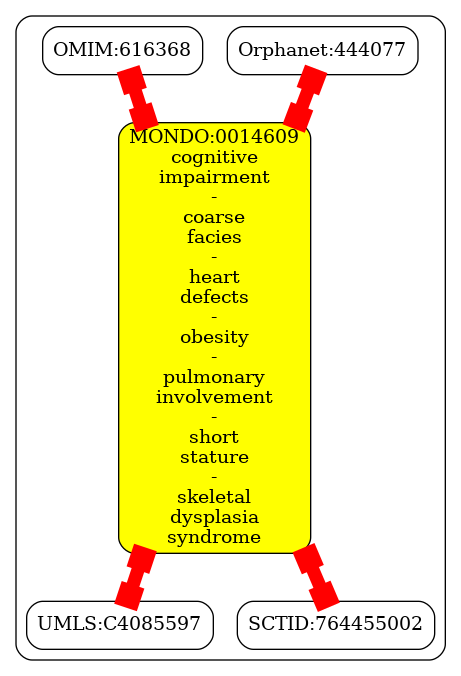 OMIM:616368
Orphanet:444077
MONDO:0014609
cognitive
impairment
-
coarse
facies
-
heart
defects
-
obesity
-
pulmonary
involvement
-
short
stature
-
skeletal
dysplasia
syndrome
UMLS:C4085597
SCTID:764455002